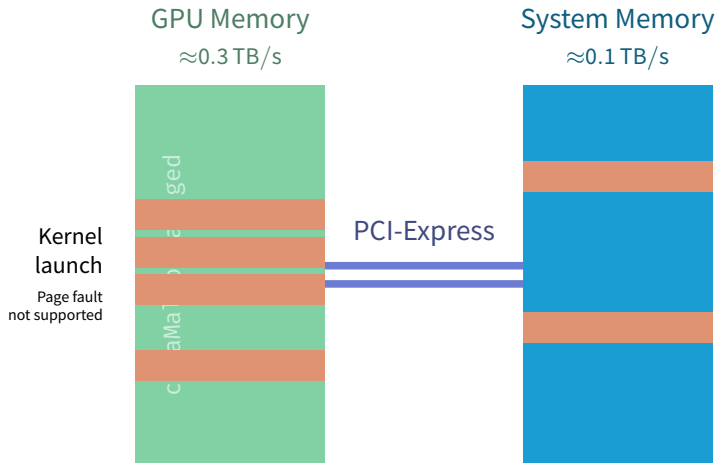 GPU Memory
≈0.3 TB/s
System Memory
≈0.1 TB/s
Kernel
launch
Page fault
not supported
PCI-Express